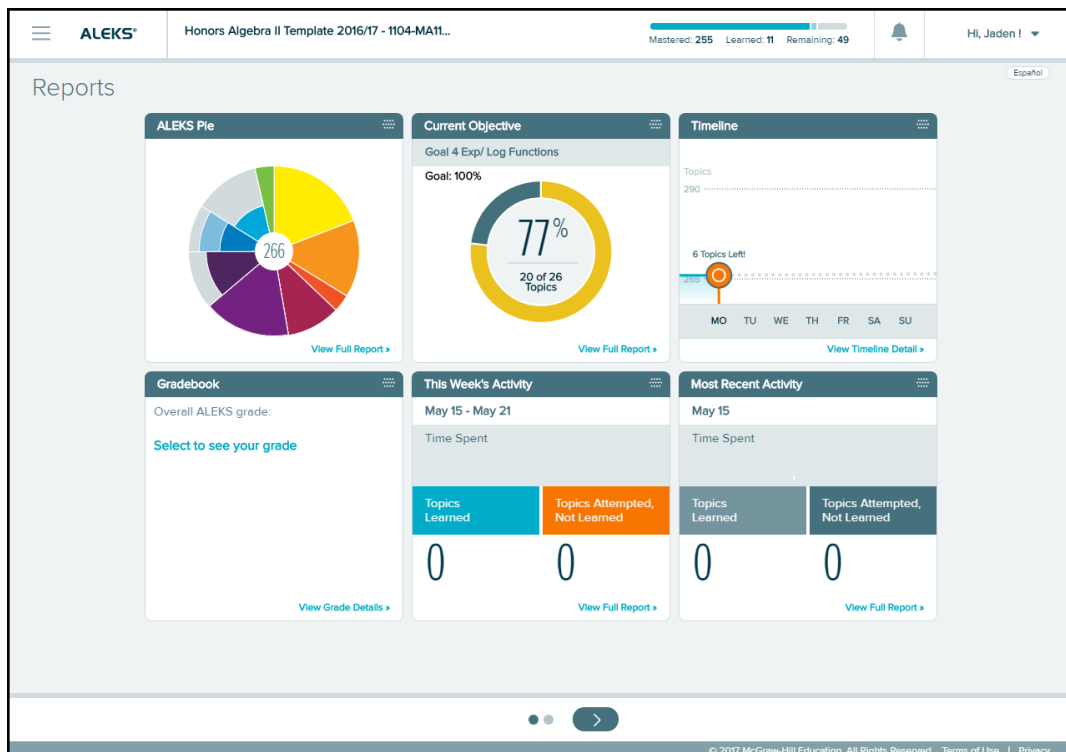 ALEKS®
Honors Algebra II Template 2016/17 - 1104-MA11...
Mastered: 255 Learned: 11 Remaining: 49
Hi, Jaden !
Español
Reports
ALEKS Pie
266
View Full Report »
Current Objective
Goal 4 Exp/ Log Functions
Goal: 100%
77%
20 of 26
Topics
View Full Report »
Timeline
Topics
290
6 Topics Left!
265
MO TU WE TH FR SA SU
View Timeline Detail »
Gradebook
Overall ALEKS grade:
Select to see your grade
View Grade Details »
This Week's Activity
May 15 - May 21
Time Spent
Topics Learned
Topics Attempted, Not Learned
0 0
View Full Report »
Most Recent Activity
May 15
Time Spent
Topics Learned
Topics Attempted, Not Learned
0 0
View Full Report »
© 2017 McGraw-Hill Education. All Rights Reserved. Terms of Use | Privacy